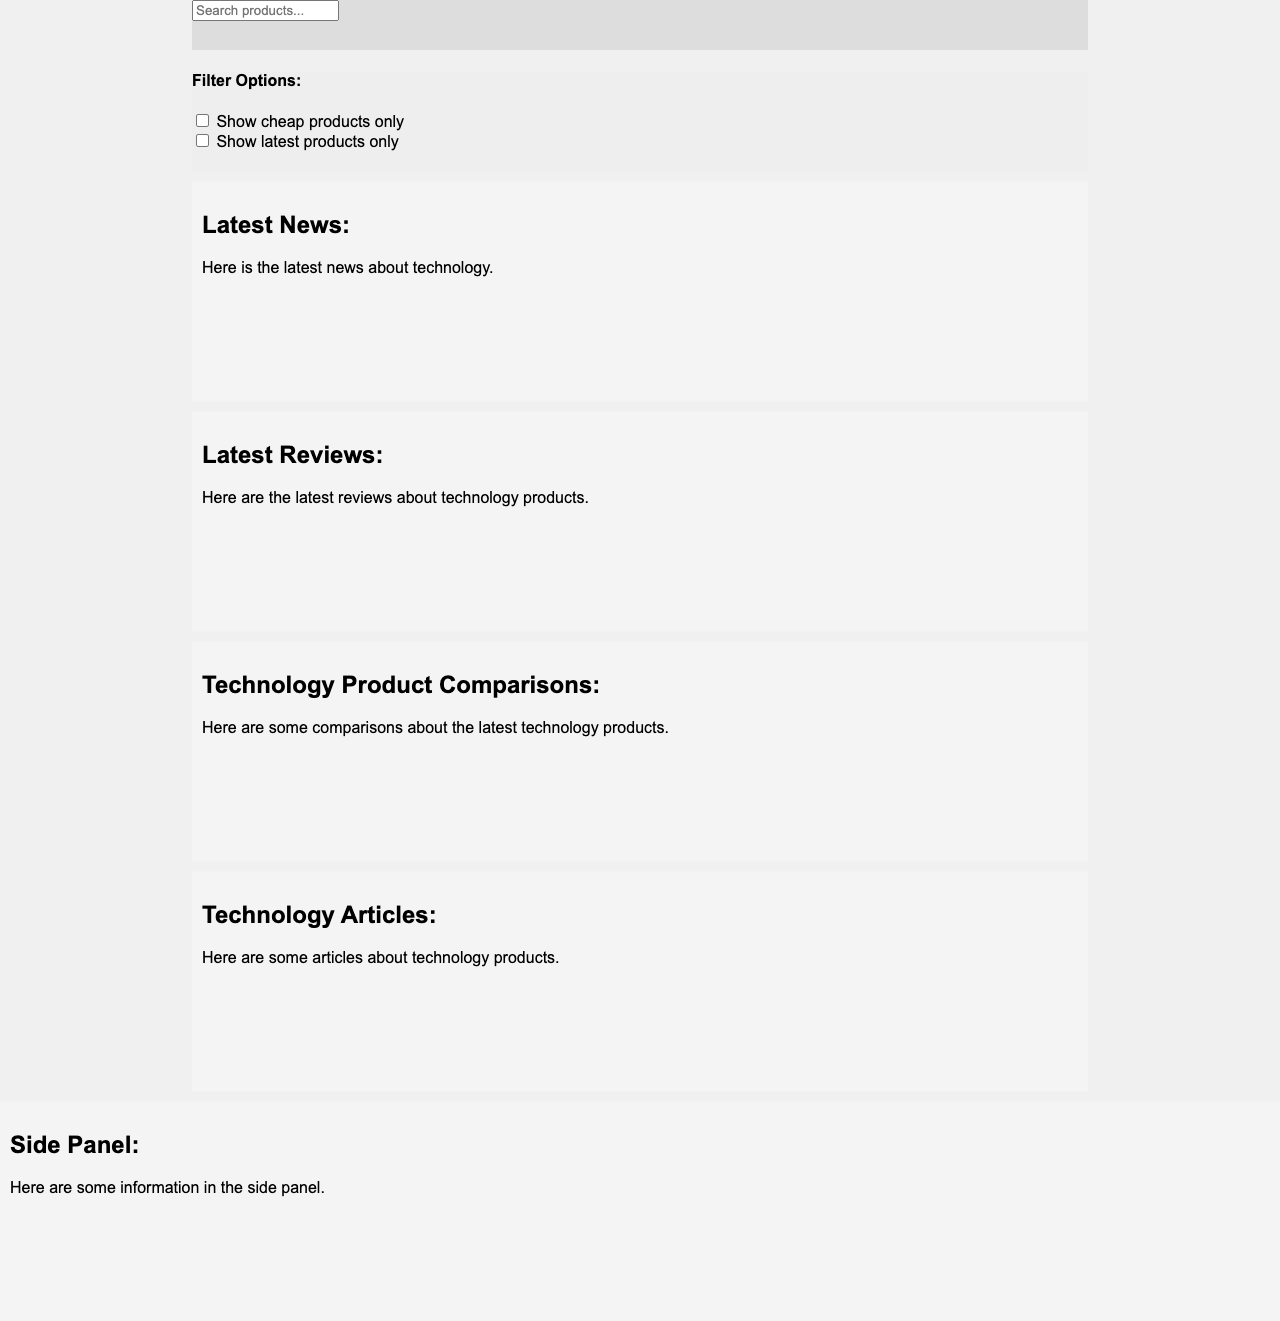 Search products...
Filter Options:
Show cheap products only
Show latest products only
Latest News:
Here is the latest news about technology.
Latest Reviews:
Here are the latest reviews about technology products.
Technology Product Comparisons:
Here are some comparisons about the latest technology products.
Technology Articles:
Here are some articles about technology products.
Side Panel:
Here are some information in the side panel.